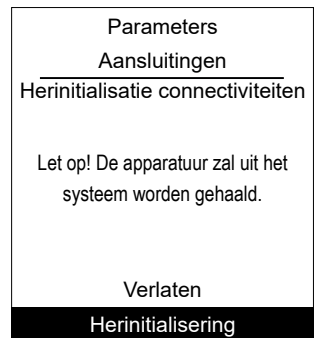 Parameters
Aansluitingen
Herinitialisatie connectiviteiten
Let op! De apparatuur zal uit het
systeem worden gehaald.
Verlaten
Herinitialisering